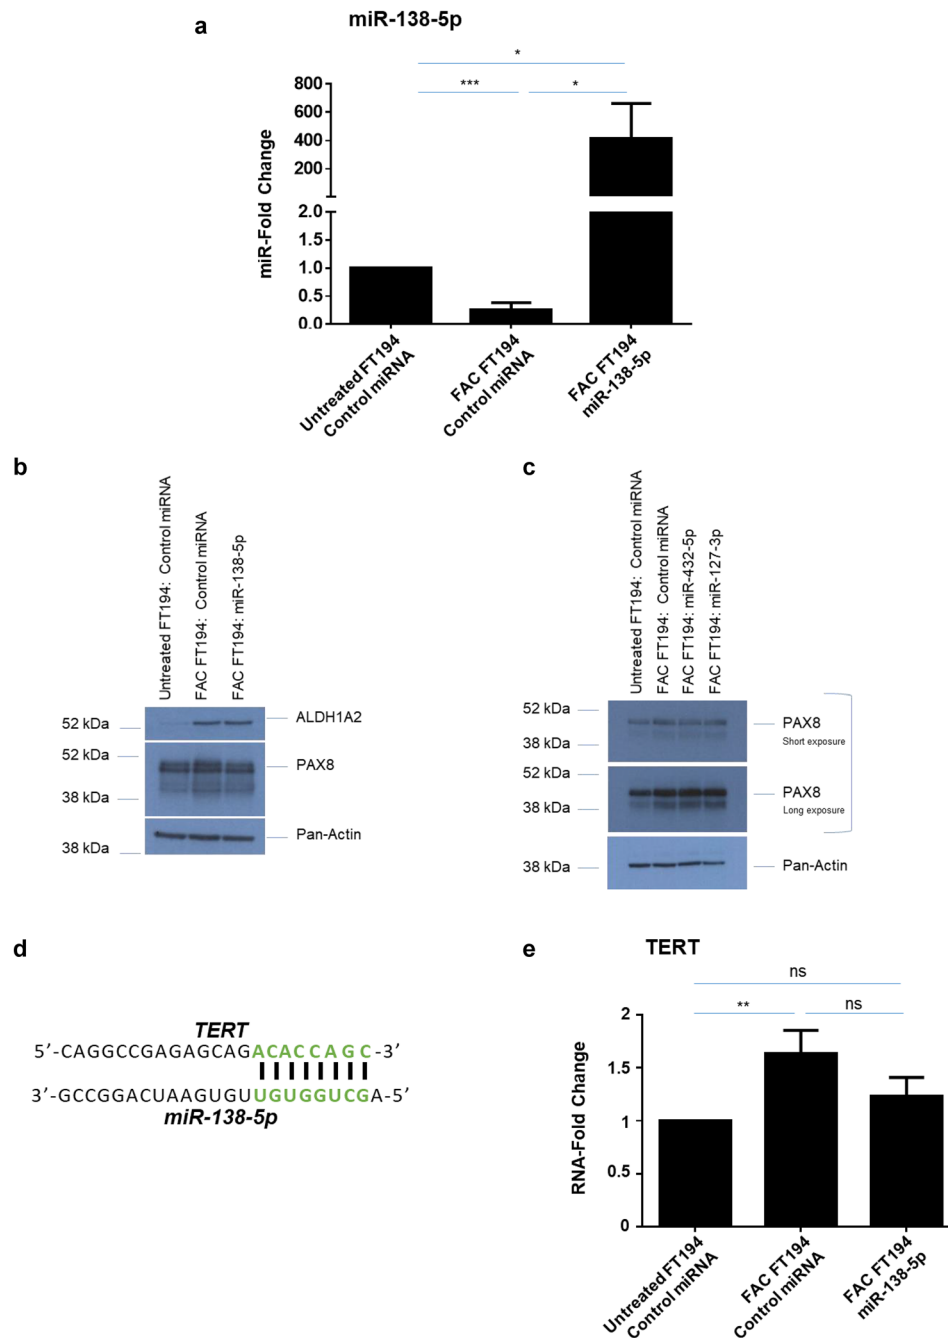 a
miR-138-5p
*
*** *
miR-Fold Change
800
600
400
200
2.0
1.0
0.5
0.0
Untreated FT194
Control miRNA
FAC FT194
Control miRNA
FAC FT194
miR-138-5p
b
Untreated FT194: Control miRNA
FAC FT194: Control miRNA
FAC FT194: miR-138-5p
52 kDa
ALDH1A2
52 kDa
PAX8
38 kDa
Pan-Actin
38 kDa
c
Untreated FT194: Control miRNA
FAC FT194: Control miRNA
FAC FT194: miR-432-5p
FAC FT194: miR-127-3p
52 kDa
PAX8
Short exposure
38 kDa
52 kDa
PAX8
Long exposure
38 kDa
38 kDa
Pan-Actin
d
TERT
5’-CAGGCCGAGAGCAGACACCAGC-3’
3’-GCCGGACUAAGUGUUGUGGUCGA-5’
miR-138-5p
e
TERT
ns
** ns
RNA-Fold Change
2
1.5
1
0.5
0
Untreated FT194
Control miRNA
FAC FT194
Control miRNA
FAC FT194
miR-138-5p